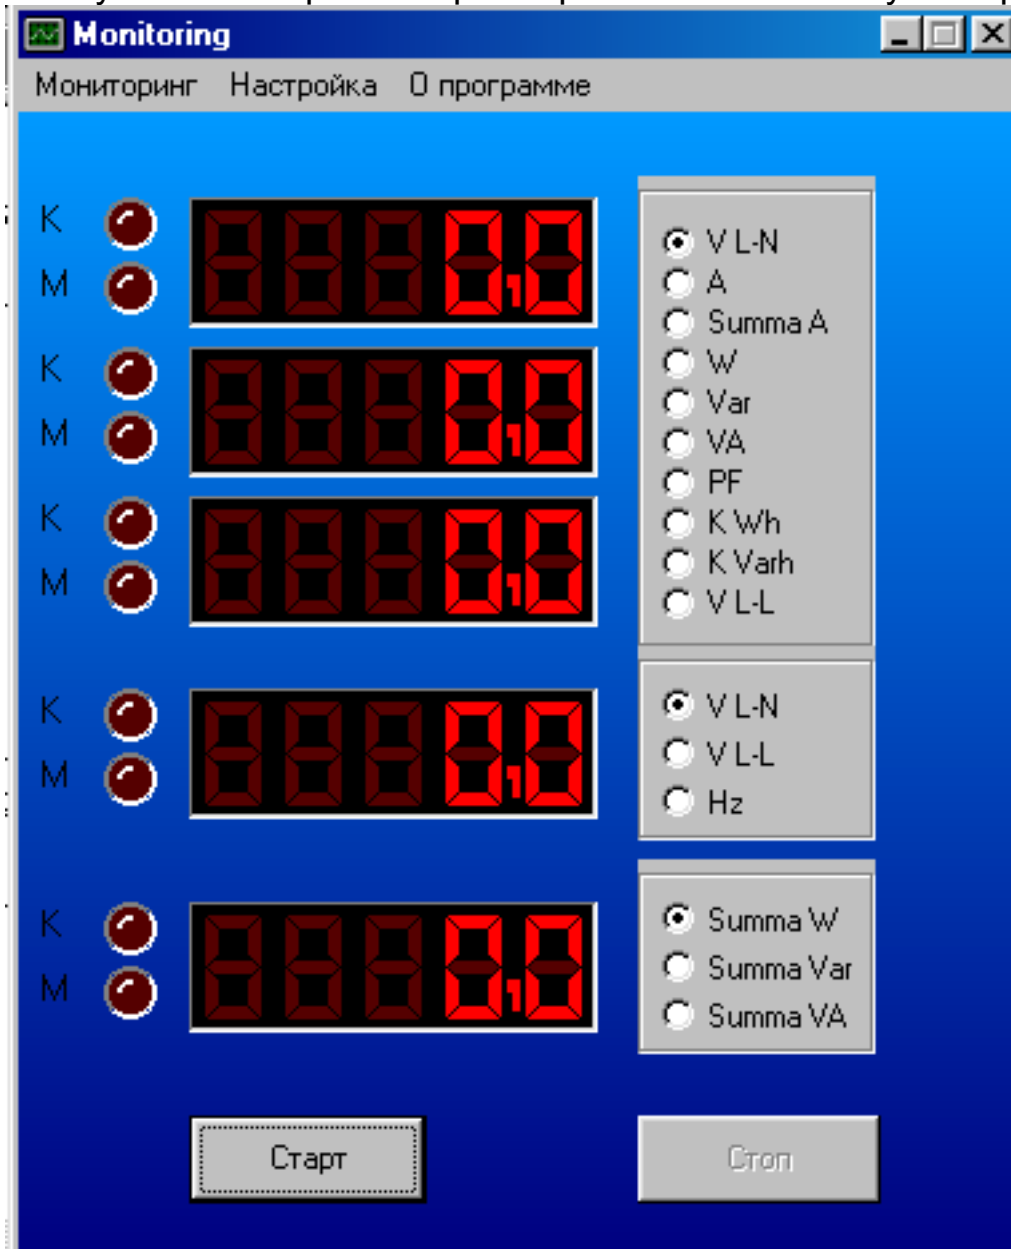 Monitoring
Мониторинг Настройка О программе
К
М
0,0
К
М
0,0
К
М
0,0
V L-N
A
Summa A
W
Var
VA
PF
K Wh
K Varh
V L-L
К
М
0,0
V L-N
V L-L
Hz
К
М
0,0
Summa W
Summa Var
Summa VA
Старт
Стоп